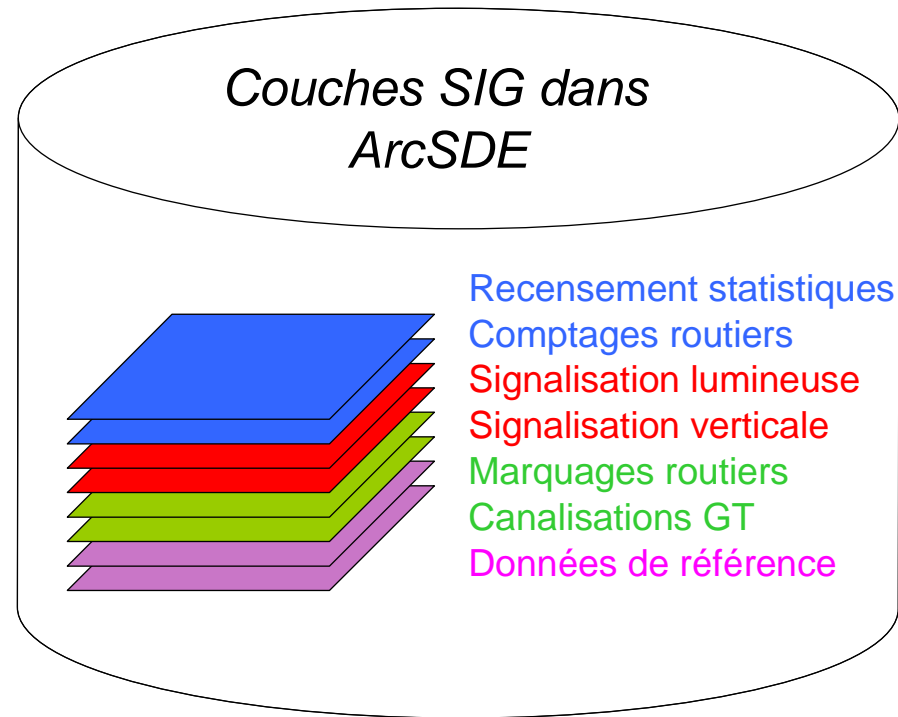 Couches SIG dans
ArcSDE
Recensement statistiques
Comptages routiers
Signalisation lumineuse
Signalisation verticale
Marquages routiers
Canalisations GT
Données de référence